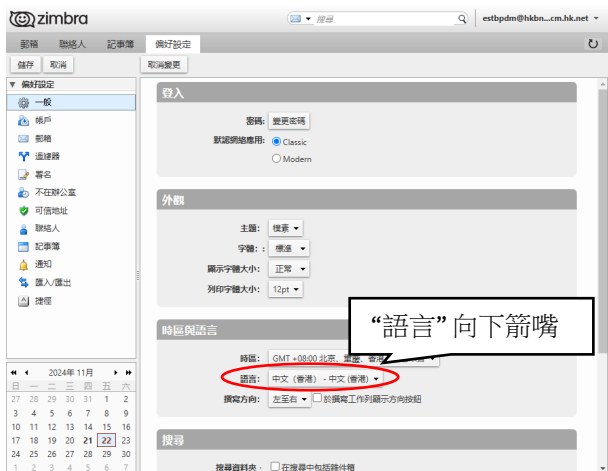 zimbra
搜尋
estbpdm@hkbn...cm.hk.net
郵箱 聯絡人 記事簿 偏好設定
儲存 取消 取消變更
偏好設定
一般
帳戶
郵箱
過濾器
署名
不在辦公室
可信地址
聯絡人
記事簿
通知
匯入/匯出
捷徑
2024年 11月
日 一 二 三 四 五 六
27 28 29 30 31 1 2
3 4 5 6 7 8 9
10 11 12 13 14 15 16
17 18 19 20 21 22 23
24 25 26 27 28 29 30
1 2 3 4 5 6 7
登入
密碼: 變更密碼
默認網絡應用: Classic
Modern
外觀
主題: 樸素
字體: : 標準
顯示字體大小: 正常
列印字體大小: 12pt
“語言”向下箭嘴
時區與語言
時區: GMT +08:00 北京, 重慶, 香港
語言: 中文 (香港) - 中文 (香港)
撰寫方向: 左至右 於撰寫工作列顯示方向按鈕
搜尋
搜尋資料夾: 在搜尋中包括雜件箱